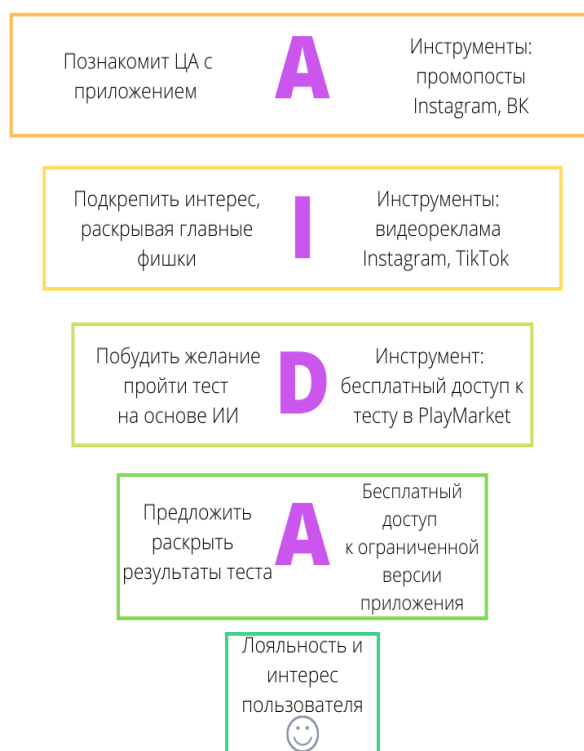 Познакомит ЦА с
приложением
А
Инструменты:
промопосты
Instagram, ВК
Подкрепить интерес,
раскрывая главные
фишки
I
Инструменты:
видеореклама
Instagram, TikTok
Побудить желание
пройти тест
на основе ИИ
D
Инструмент:
бесплатный доступ к
тесту в PlayMarket
Предложить
раскрыть
результаты теста
А
Бесплатный
доступ
к ограниченной
версии
приложения
Лояльность и
интерес
пользователя